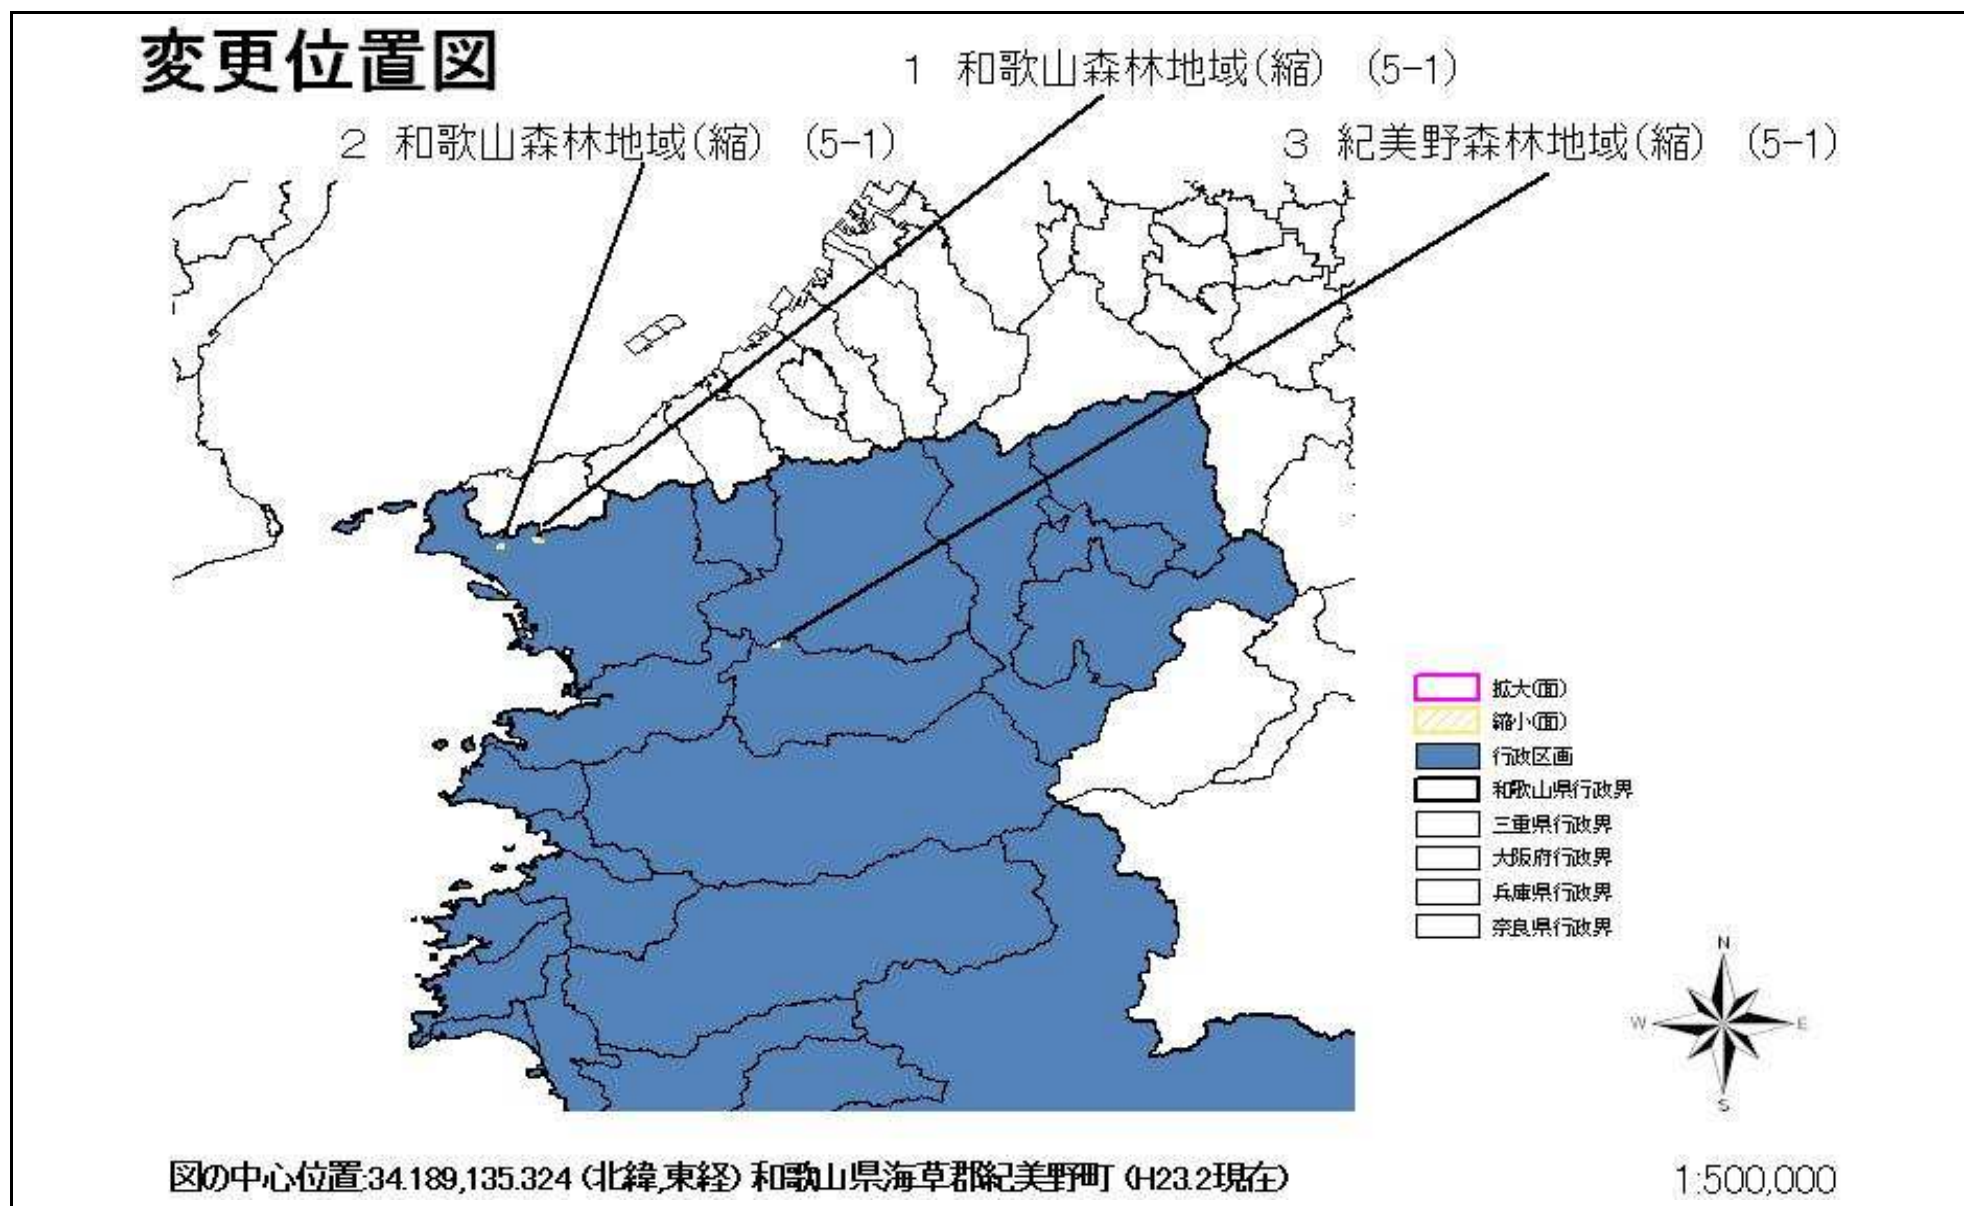 変更位置図
1 和歌山森林地域(縮) (5-1)
2 和歌山森林地域(縮) (5-1)
3 紀美野森林地域(縮) (5-1)
拡大(面)
縮小(面)
行政区画
和歌山県行政界
三重県行政界
大阪府行政界
兵庫県行政界
奈良県行政界
N
W
E
S
図の中心位置:34.189,135.324 (北緯,東経) 和歌山県海草郡紀美野町 (H23.2現在)
1:500,000